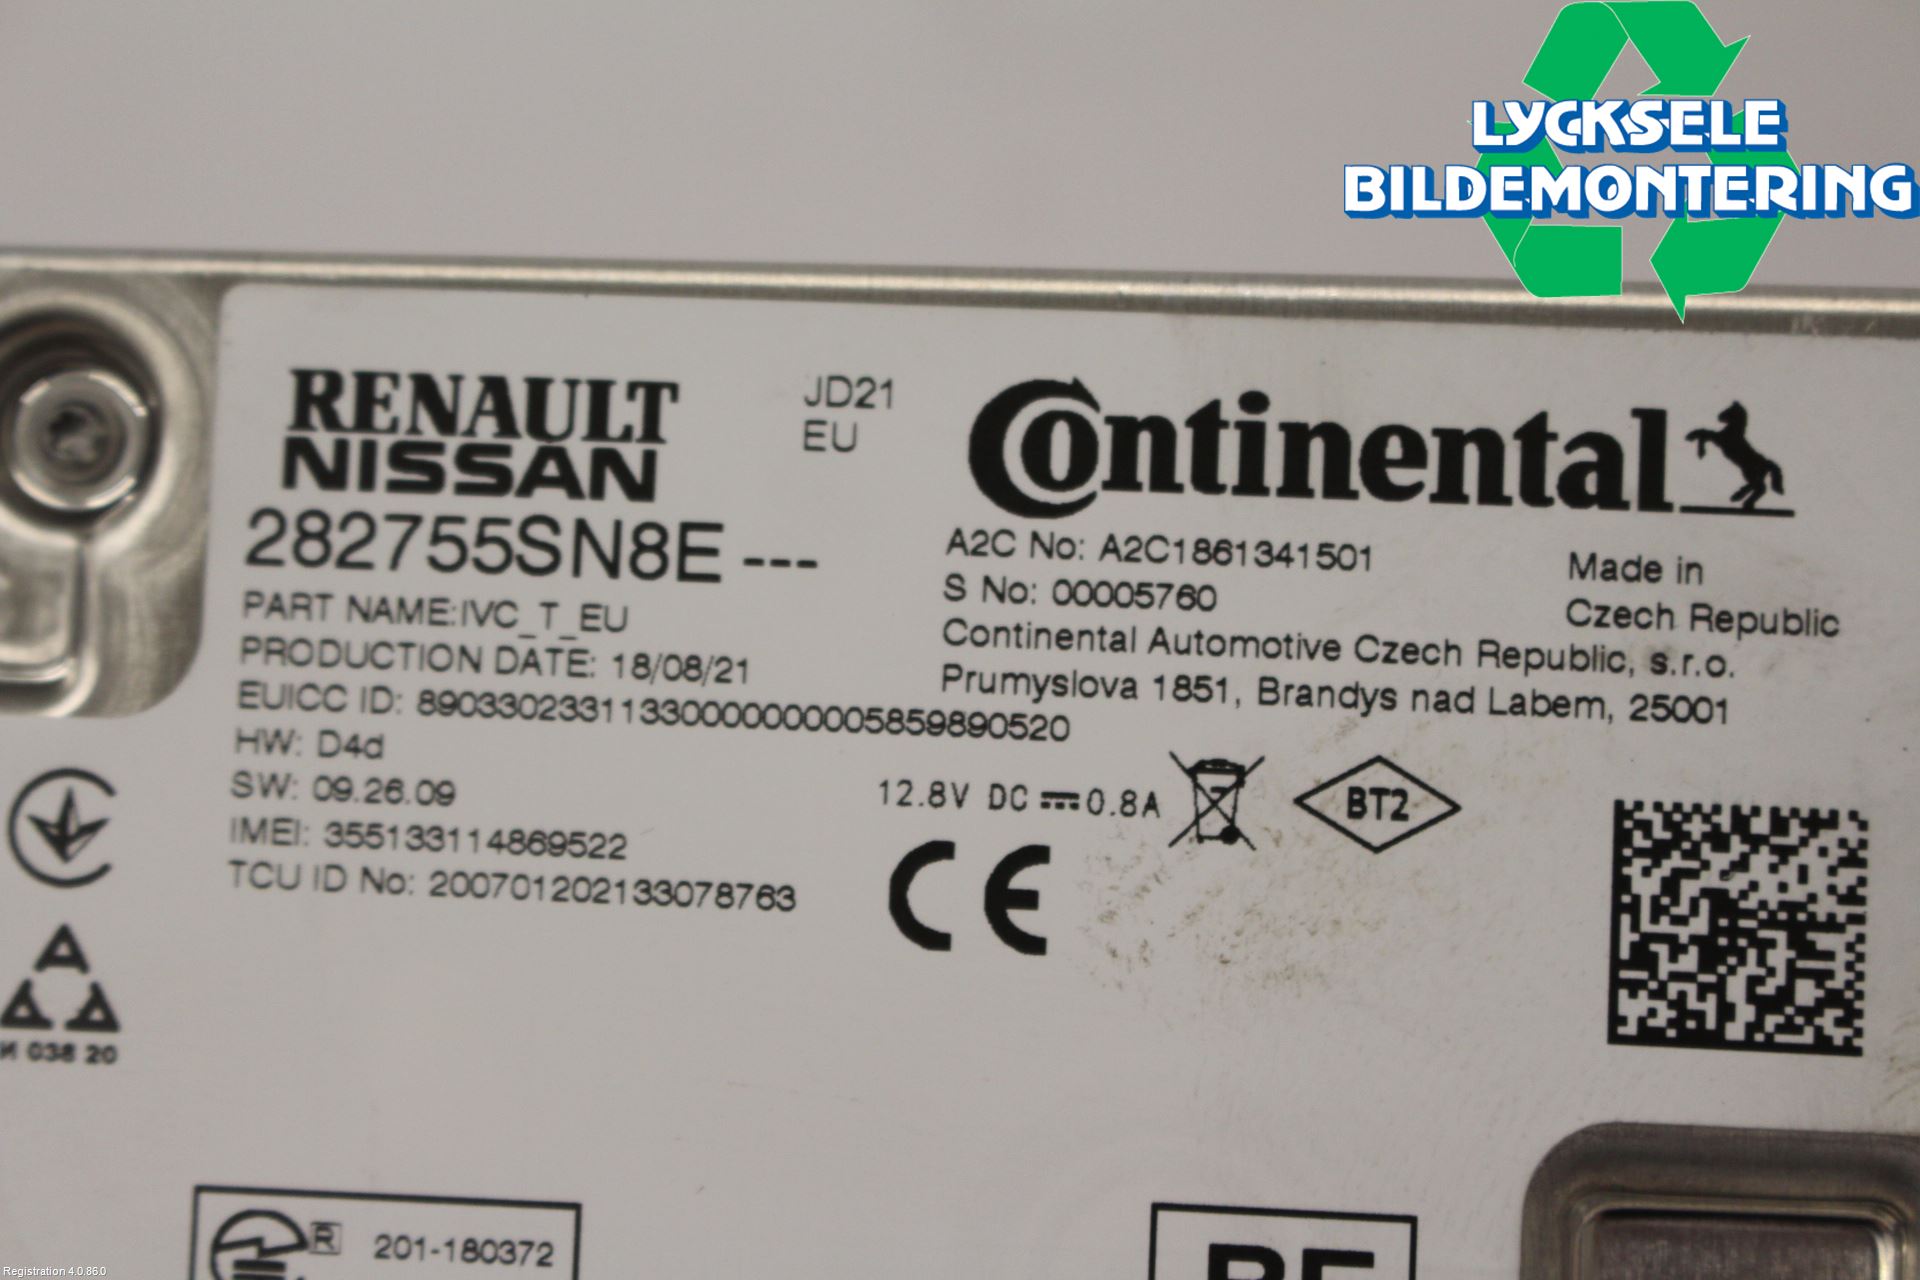 LYCKSELE
BILDEMONTERING
RENAULT
NISSAN
JD21
EU
Continental
282755SN8E ---
PART NAME:IVC_T_EU
PRODUCTION DATE: 18/08/21
EUICC ID: 89033023311330000000005859890520
HW: D4d
SW: 09.26.09
IMEI: 355133114869522
TCU ID No: 200701202133078763
A2C No: A2C1861341501
S No: 00005760
Made in
Czech Republic
Continental Automotive Czech Republic, s.r.o.
Prumyslova 1851, Brandys nad Labem, 25001
12.8V DC 0.8A
BT2
CE
A
A A
И 038 20
R 201-180372
Registration 4.0.86.0